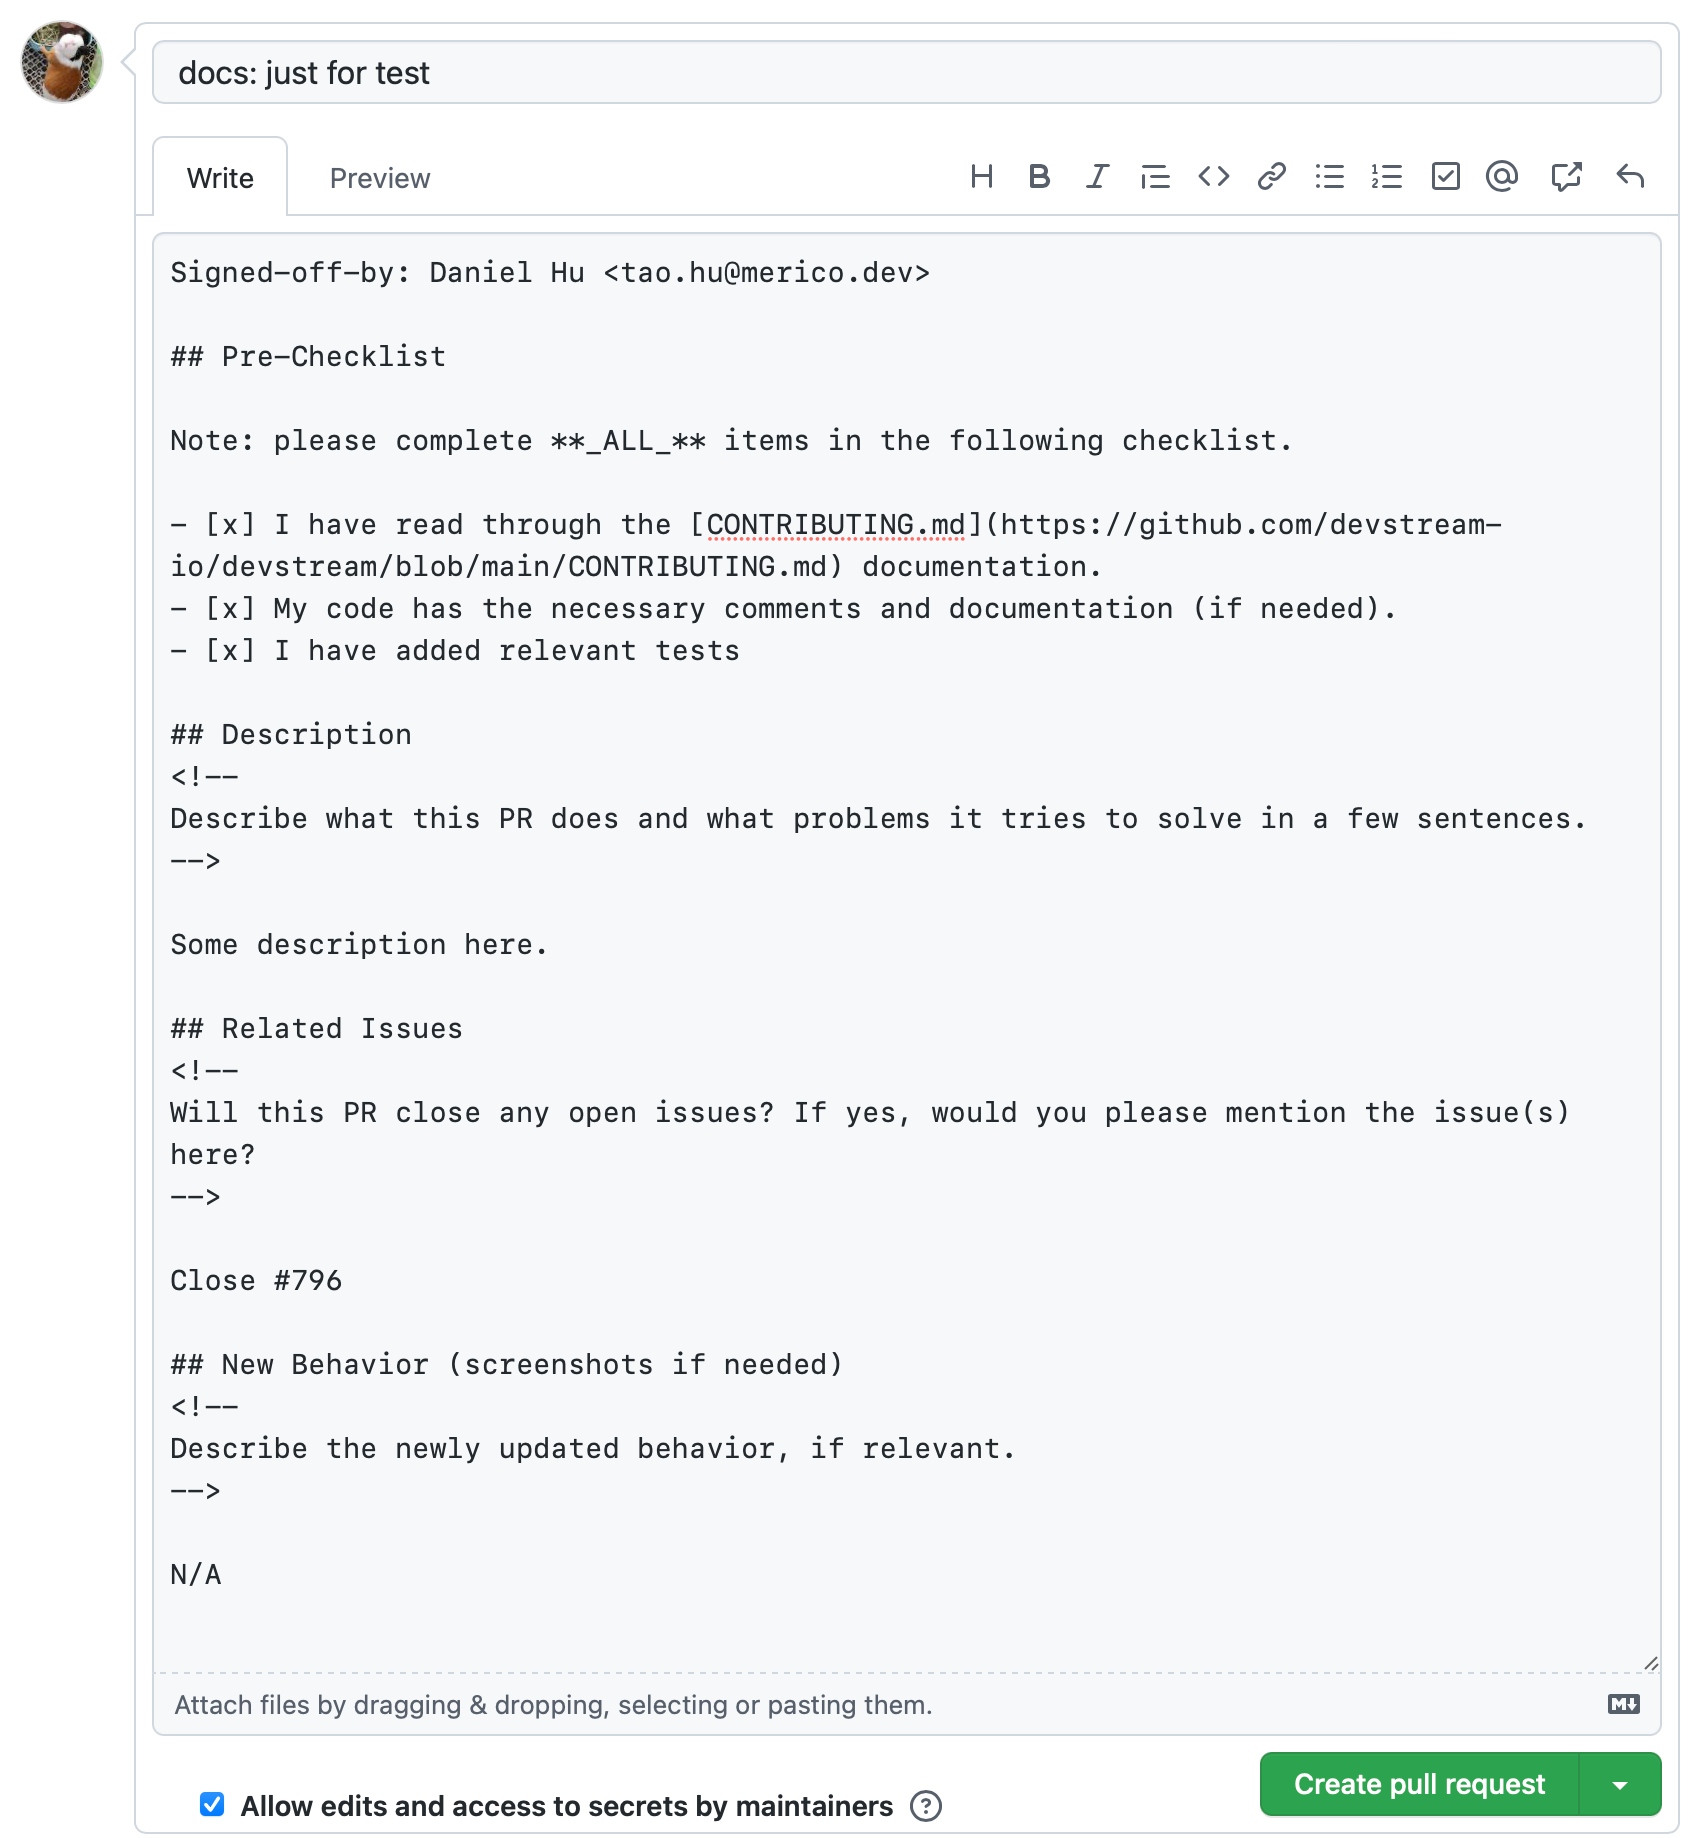 docs: just for test
Write
Preview
Signed-off-by: Daniel Hu <tao.hu@merico.dev>
## Pre-Checklist
Note: please complete **_ALL_** items in the following checklist.
- [x] I have read through the [CONTRIBUTING.md](https://github.com/devstream-
io/devstream/blob/main/CONTRIBUTING.md) documentation.
- [x] My code has the necessary comments and documentation (if needed).
- [x] I have added relevant tests
## Description
<!--
Describe what this PR does and what problems it tries to solve in a few sentences.
-->
Some description here.
## Related Issues
<!--
Will this PR close any open issues? If yes, would you please mention the issue(s)
here?
-->
Close #796
## New Behavior (screenshots if needed)
<!--
Describe the newly updated behavior, if relevant.
-->
N/A
Attach files by dragging & dropping, selecting or pasting them.
Allow edits and access to secrets by maintainers
Create pull request